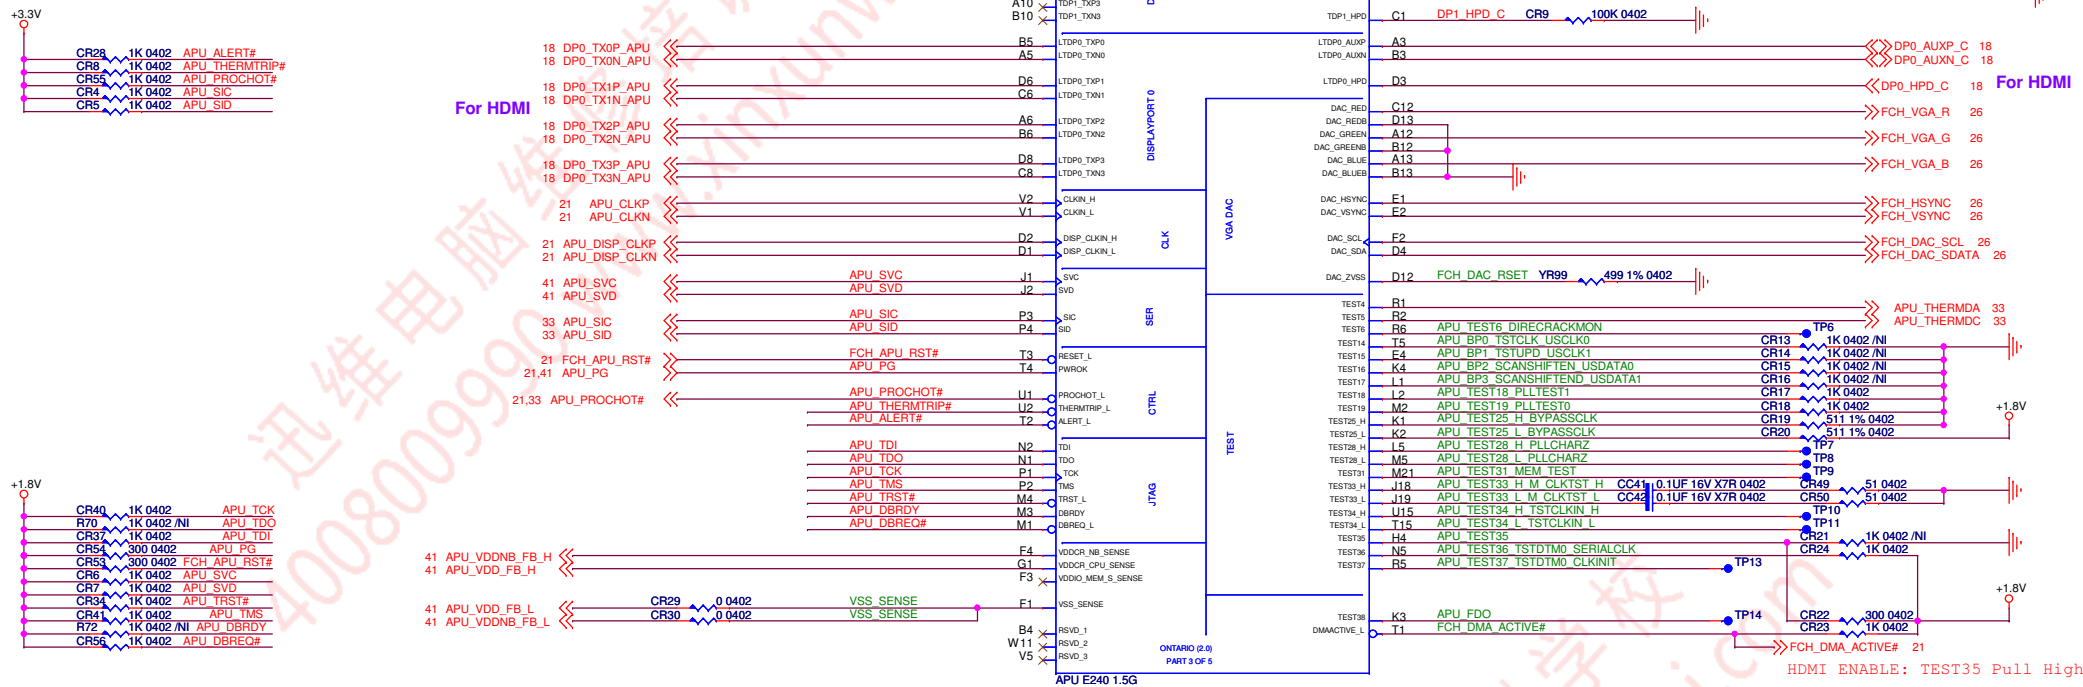 +3.3V
CR28 1K 0402 APU_ALERT#
CR8 1K 0402 APU_THERMTRIP#
CR55 1K 0402 APU_PROCHOT#
CR4 1K 0402 APU_SIC
CR5 1K 0402 APU_SID
+1.8V
CR40 1K 0402 APU_TCK
R70 1K 0402 /NI APU_TDO
CR37 1K 0402 APU_TDI
CR54 300 0402 APU_PG
CR53 300 0402 FCH_APU_RST#
CR6 1K 0402 APU_SVC
CR7 1K 0402 APU_SVD
CR34 1K 0402 APU_TRST#
CR41 1K 0402 APU_TMS
R72 1K 0402 /NI APU_DBRDY
CR56 1K 0402 APU_DBREQ#
For HDMI
A10 TDP1_TXP3
B10 TDP1_TXN3
18 DP0_TX0P_APU B5 LTDP0_TXP0
18 DP0_TX0N_APU A5 LTDP0_TXN0
18 DP0_TX1P_APU D6 LTDP0_TXP1
18 DP0_TX1N_APU C6 LTDP0_TXN1
18 DP0_TX2P_APU A6 LTDP0_TXP2
18 DP0_TX2N_APU B6 LTDP0_TXN2
18 DP0_TX3P_APU D8 LTDP0_TXP3
18 DP0_TX3N_APU C8 LTDP0_TXN3
21 APU_CLKP V2 CLKIN_H
21 APU_CLKN V1 CLKIN_L
21 APU_DISP_CLKP D2 DISP_CLKIN_H
21 APU_DISP_CLKN D1 DISP_CLKIN_L
41 APU_SVC APU_SVC J1 SVC
41 APU_SVD APU_SVD J2 SVD
33 APU_SIC APU_SIC P3 SIC
33 APU_SID APU_SID P4 SID
21 FCH_APU_RST# FCH_APU_RST# T3 RESET_L
21,41 APU_PG APU_PG T4 PWROK
21,33 APU_PROCHOT# APU_PROCHOT# U1 PROCHOT_L
APU_THERMTRIP# U2 THERMTRIP_L
APU_ALERT# T2 ALERT_L
APU_TDI N2 TDI
APU_TDO N1 TDO
APU_TCK P1 TCK
APU_TMS P2 TMS
APU_TRST# M4 TRST_L
APU_DBRDY M3 DBRDY
APU_DBREQ# M1 DBREQ_L
41 APU_VDDNB_FB_H F4 VDDCR_NB_SENSE
41 APU_VDD_FB_H G1 VDDCR_CPU_SENSE
F3 VDDIO_MEM_S_SENSE
41 APU_VDD_FB_L CR29 0 0402 VSS_SENSE F1 VSS_SENSE
41 APU_VDDNB_FB_L CR30 0 0402 VSS_SENSE
B4 RSVD_1
W11 RSVD_2
V5 RSVD_3
DISPLAYPORT 0
CLK
SER
CTRL
JTAG
VGA DAC
TEST
ONTARIO (2.0)
PART 3 OF 5
APU E240 1.5G
TDP1_HPD C1 DP1_HPD_C CR9 100K 0402
LTDP0_AUXP A3 DP0_AUXP_C 18
LTDP0_AUXN B3 DP0_AUXN_C 18
LTDP0_HPD D3 DP0_HPD_C 18
For HDMI
DAC_RED C12 FCH_VGA_R 26
DAC_REDB D13
DAC_GREEN A12 FCH_VGA_G 26
DAC_GREENB B12
DAC_BLUE A13 FCH_VGA_B 26
DAC_BLUEB B13
DAC_HSYNC E1 FCH_HSYNC 26
DAC_VSYNC E2 FCH_VSYNC 26
DAC_SCL F2 FCH_DAC_SCL 26
DAC_SDA D4 FCH_DAC_SDATA 26
DAC_ZVSS D12 FCH_DAC_RSET YR99 499 1% 0402
TEST4 R1 APU_THERMDA 33
TEST5 R2 APU_THERMDC 33
TEST6 R6 APU_TEST6_DIRECRACKMON TP6
TEST14 T5 APU_BP0_TSTCLK_USCLK0 CR13 1K 0402 /NI
TEST15 E4 APU_BP1_TSTUPD_USCLK1 CR14 1K 0402 /NI
TEST16 K4 APU_BP2_SCANSHIFTEN_USDATA0 CR15 1K 0402 /NI
TEST17 L1 APU_BP3_SCANSHIFTEND_USDATA1 CR16 1K 0402 /NI
TEST18 L2 APU_TEST18_PLLTEST1 CR17 1K 0402
TEST19 M2 APU_TEST19_PLLTEST0 CR18 1K 0402
TEST25_H K1 APU_TEST25_H_BYPASSCLK CR19 511 1% 0402
+1.8V
TEST25_L K2 APU_TEST25_L_BYPASSCLK CR20 511 1% 0402
TEST28_H L5 APU_TEST28_H_PLLCHARZ TP7
TEST28_L M5 APU_TEST28_L_PLLCHARZ TP8
TEST31 M21 APU_TEST31_MEM_TEST TP9
TEST33_H J18 APU_TEST33_H_M_CLKTST_H CC41 0.1UF 16V X7R 0402 CR49 51 0402
TEST33_L J19 APU_TEST33_L_M_CLKTST_L CC42 0.1UF 16V X7R 0402 CR50 51 0402
TEST34_H U15 APU_TEST34_H_TSTCLKIN_H TP10
TEST34_L T15 APU_TEST34_L_TSTCLKIN_L TP11
TEST35 H4 APU_TEST35 CR21 1K 0402 /NI
TEST36 N5 APU_TEST36_TSTDTM0_SERIALCLK CR24 1K 0402
TEST37 R5 APU_TEST37_TSTDTM0_CLKINIT TP13
+1.8V
TEST38 K3 APU_FDO TP14 CR22 300 0402
DMAACTIVE_L T1 FCH_DMA_ACTIVE# CR23 1K 0402
FCH_DMA_ACTIVE# 21
HDMI ENABLE: TEST35 Pull High